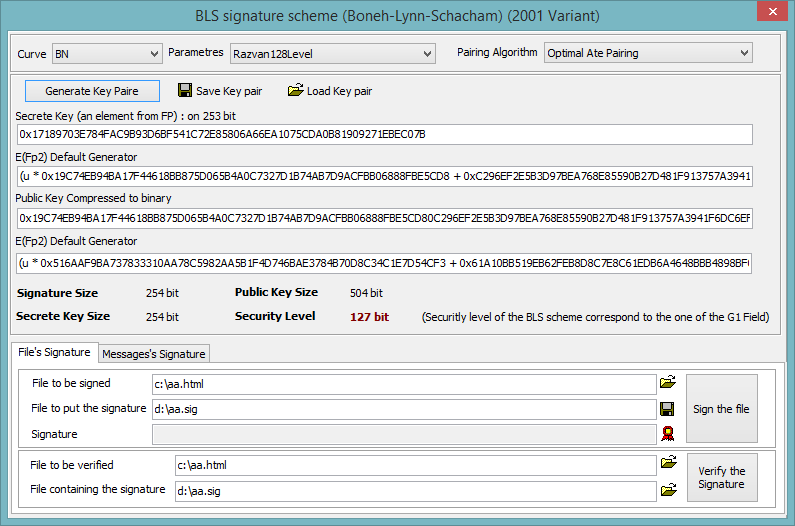 BLS signature scheme (Boneh-Lynn-Schacham) (2001 Variant)
Curve BN Parametres Razvan128Level Pairing Algorithm Optimal Ate Pairing
Generate Key Paire Save Key pair Load Key pair
Secrete Key (an element from FP) : on 253 bit
0x17189703E784FAC9B93D6BF541C72E85806A66EA1075CDA0B81909271EBEC07B
E(Fp2) Default Generator
(u * 0x19C74EB94BA17F44618BB875D065B4A0C7327D1B74AB7D9ACFBB06888FBE5CD8 + 0xC296EF2E5B3D97BEA768E85590B27D481F913757A3941
Public Key Compressed to binary
0x19C74EB94BA17F44618BB875D065B4A0C7327D1B74AB7D9ACFBB06888FBE5CD80C296EF2E5B3D97BEA768E85590B27D481F913757A3941F6DC6EF
E(Fp2) Default Generator
(u * 0x516AAF9BA737833310AA78C5982AA5B1F4D746BAE3784B70D8C34C1E7D54CF3 + 0x61A10BB519EB62FEB8D8C7E8C61EDB6A4648BBB4898BF
Signature Size 254 bit Public Key Size 504 bit
Secrete Key Size 254 bit Security Level 127 bit (Securitly level of the BLS scheme correspond to the one of the G1 Field)
File's Signature Messages's Signature
File to be signed c:\aa.html
File to put the signature d:\aa.sig Sign the file
Signature
File to be verified c:\aa.html
Verify the
Signature
File containing the signature d:\aa.sig